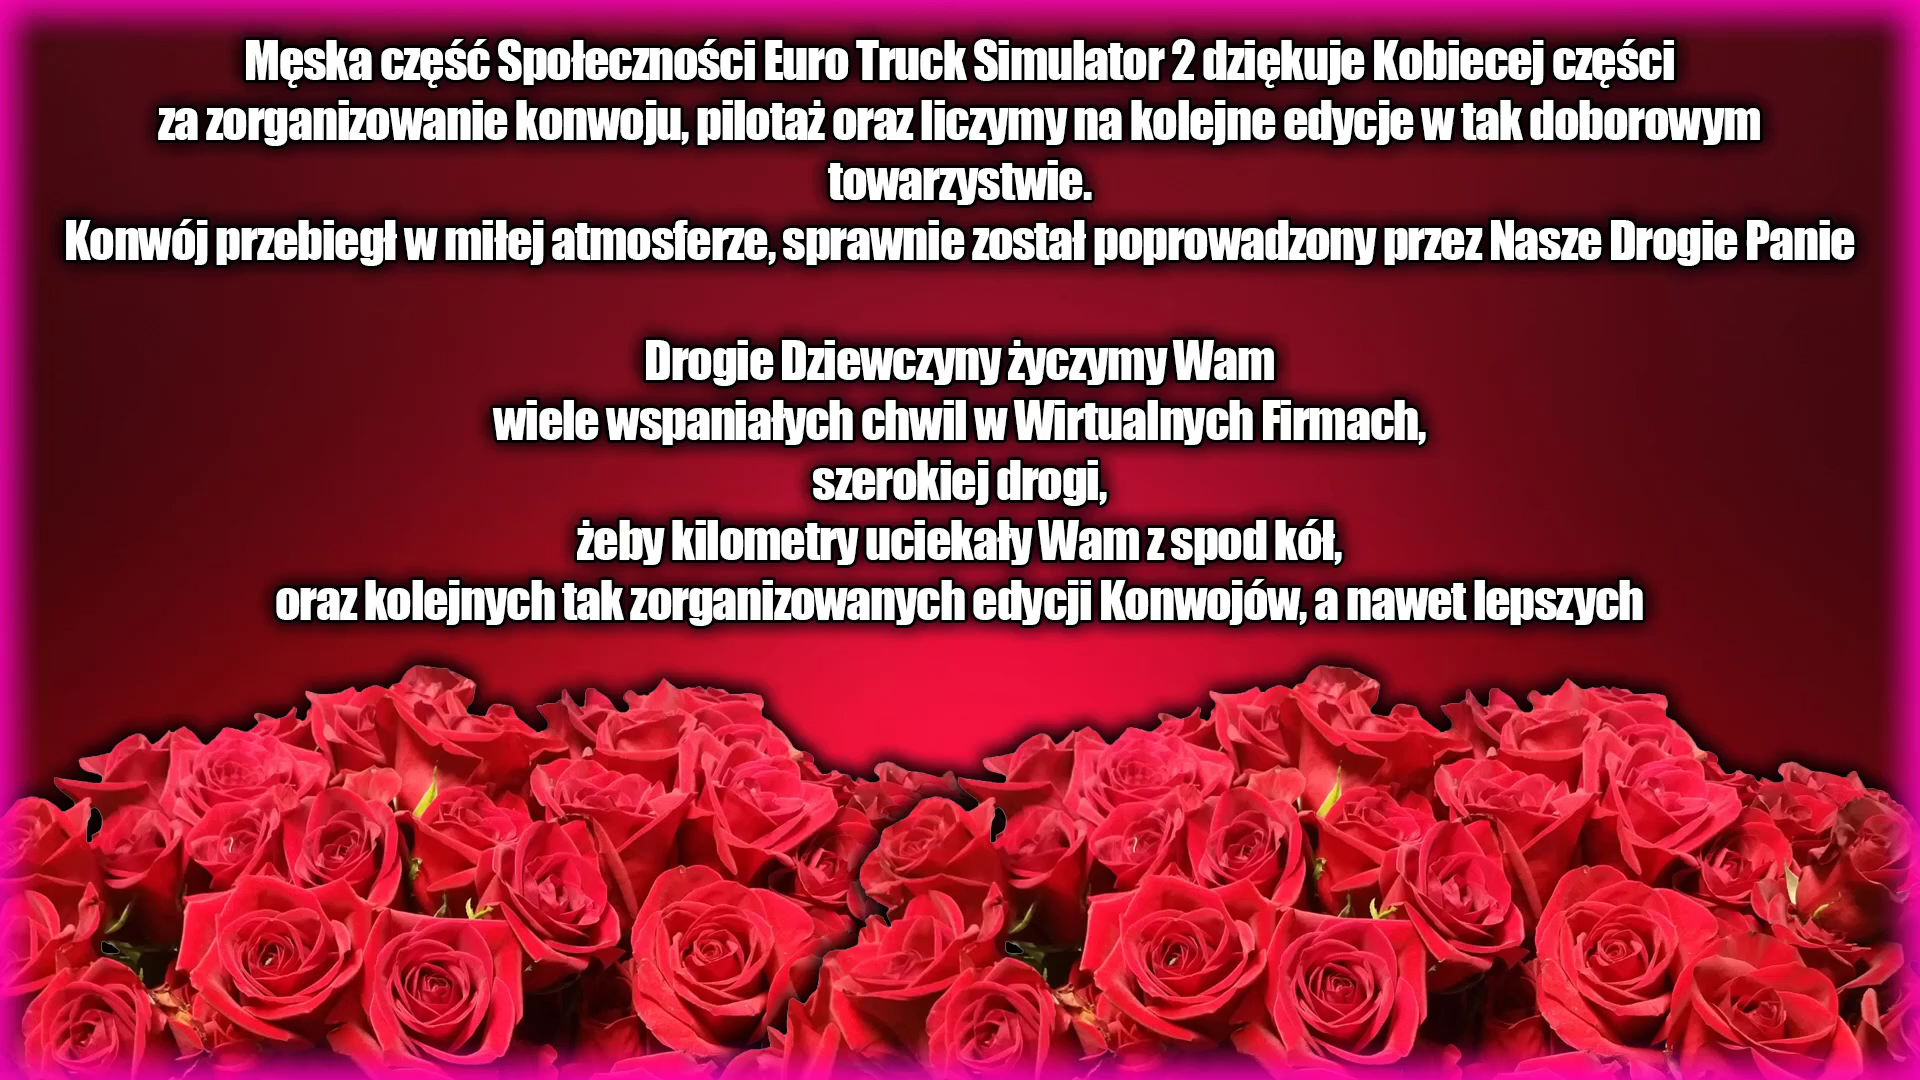 Męska część Społeczności Euro Truck Simulator 2 dziękuje Kobiecej części
za zorganizowanie konwoju, pilotaż oraz liczymy na kolejne edycje w tak doborowym
towarzystwie.
Konwój przebiegł w miłej atmosferze, sprawnie został poprowadzony przez Nasze Drogie Panie
Drogie Dziewczyny życzymy Wam
wiele wspaniałych chwil w Wirtualnych Firmach,
szerokiej drogi,
żeby kilometry uciekały Wam z spod kół,
oraz kolejnych tak zorganizowanych edycji Konwojów, a nawet lepszych